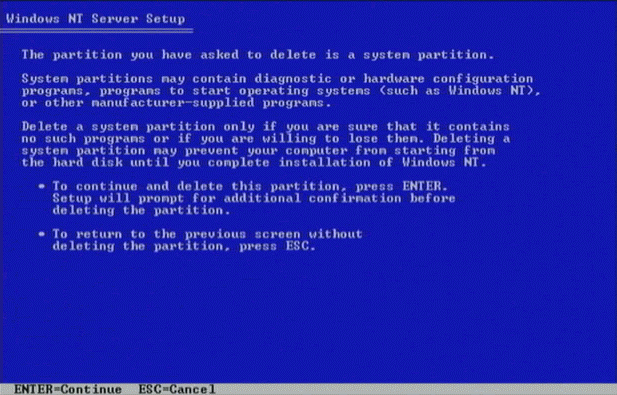 Windows NT Server Setup
The partition you have asked to delete is a system partition.
System partitions may contain diagnostic or hardware configuration
programs, programs to start operating systems (such as Windows NT),
or other manufacturer-supplied programs.
Delete a system partition only if you are sure that it contains
no such programs or if you are willing to lose them. Deleting a
system partition may prevent your computer from starting from
the hard disk until you complete installation of Windows NT.
• To continue and delete this partition, press ENTER.
Setup will prompt for additional confirmation before
deleting the partition.
• To return to the previous screen without
deleting the partition, press ESC.
ENTER=Continue ESC=Cancel